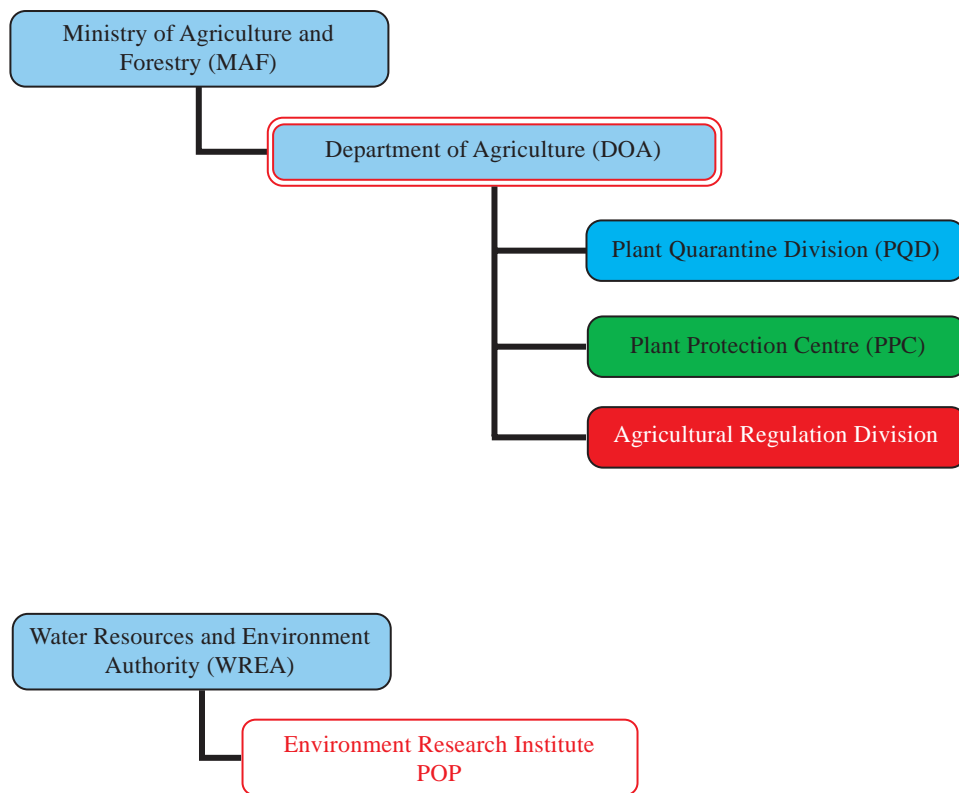 Ministry of Agriculture and
Forestry (MAF)
Department of Agriculture (DOA)
Plant Quarantine Division (PQD)
Plant Protection Centre (PPC)
Agricultural Regulation Division
Water Resources and Environment
Authority (WREA)
Environment Research Institute
POP